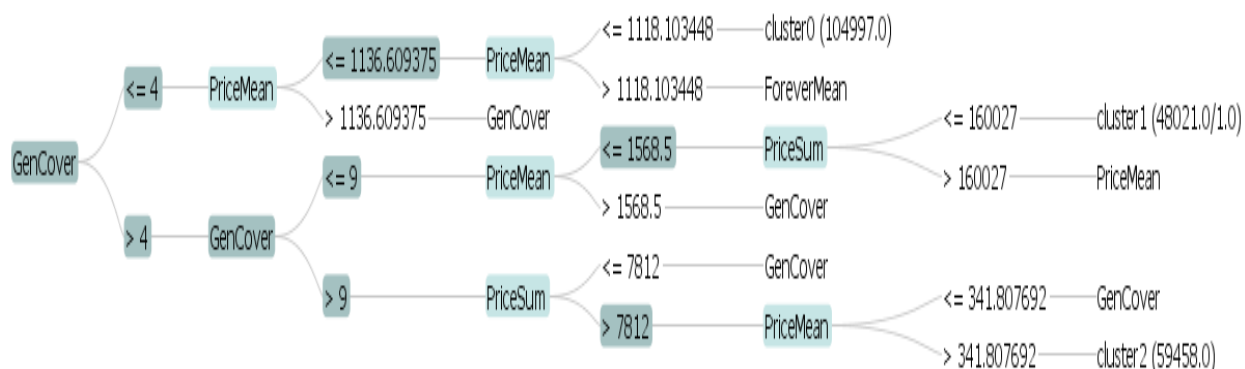 <= 1118.103448 cluster0 (104997.0)
<= 4 PriceMean <= 1136.609375 PriceMean
> 1118.103448 ForeverMean
> 1136.609375 GenCover
<= 160027 cluster1 (48021.0/1.0)
GenCover
<= 9 PriceMean <= 1568.5 PriceSum
> 160027 PriceMean
> 1568.5 GenCover
> 4 GenCover
<= 7812 GenCover
> 9 PriceSum
<= 341.807692 GenCover
> 7812 PriceMean
> 341.807692 cluster2 (59458.0)